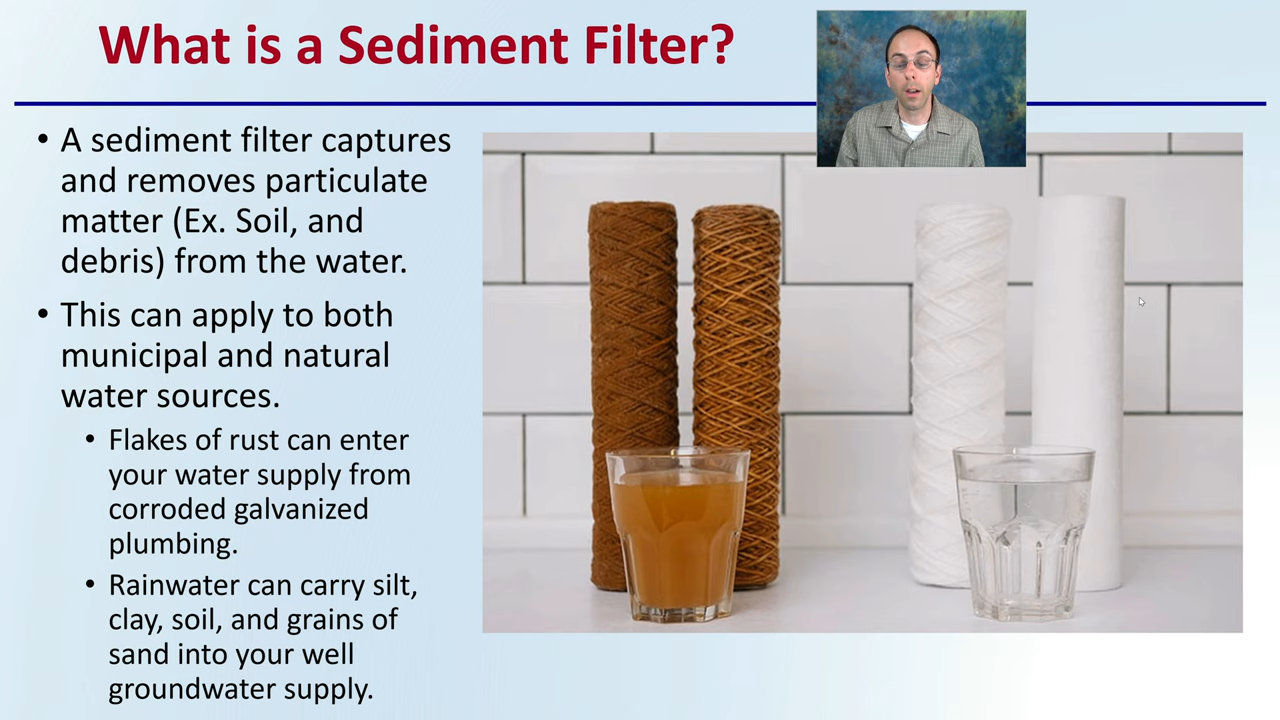 What is a Sediment Filter?
• A sediment filter captures
and removes particulate
matter (Ex. Soil, and
debris) from the water.
• This can apply to both
municipal and natural
water sources.
• Flakes of rust can enter
your water supply from
corroded galvanized
plumbing.
• Rainwater can carry silt,
clay, soil, and grains of
sand into your well
groundwater supply.